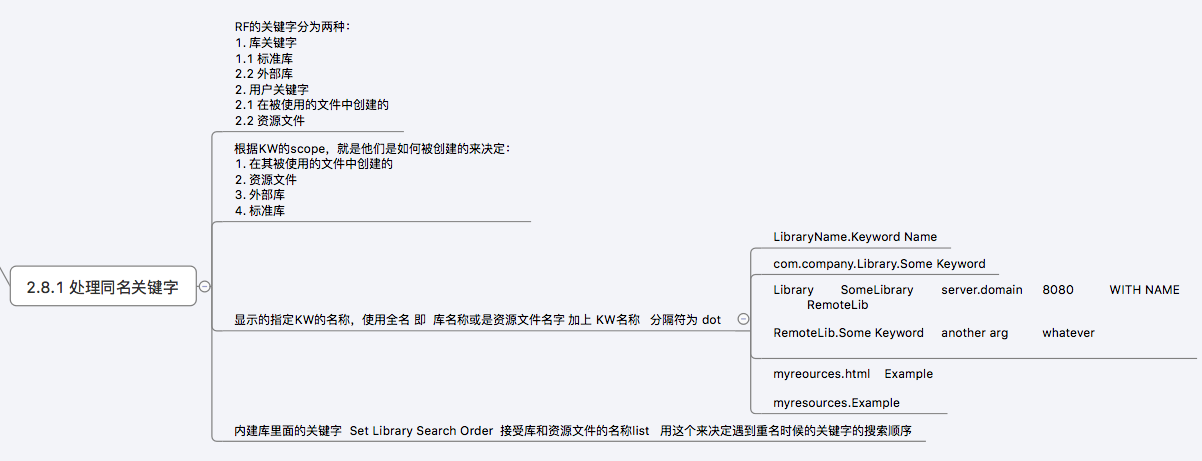 RF的关键字分为两种：
1. 库关键字
1.1 标准库
2.2 外部库
2. 用户关键字
2.1 在被使用的文件中创建的
2.2 资源文件
根据KW的scope，就是他们是如何被创建的来决定：
1. 在其被使用的文件中创建的
2. 资源文件
3. 外部库
4. 标准库
2.8.1 处理同名关键字
显示的指定KW的名称，使用全名 即 库名称或是资源文件名字 加上 KW名称 分隔符为 dot
LibraryName.Keyword Name
com.company.Library.Some Keyword
Library SomeLibrary server.domain 8080 WITH NAME
RemoteLib
RemoteLib.Some Keyword another arg whatever
myreources.html Example
myresources.Example
内建库里面的关键字 Set Library Search Order 接受库和资源文件的名称list 用这个来决定遇到重名时候的关键字的搜索顺序